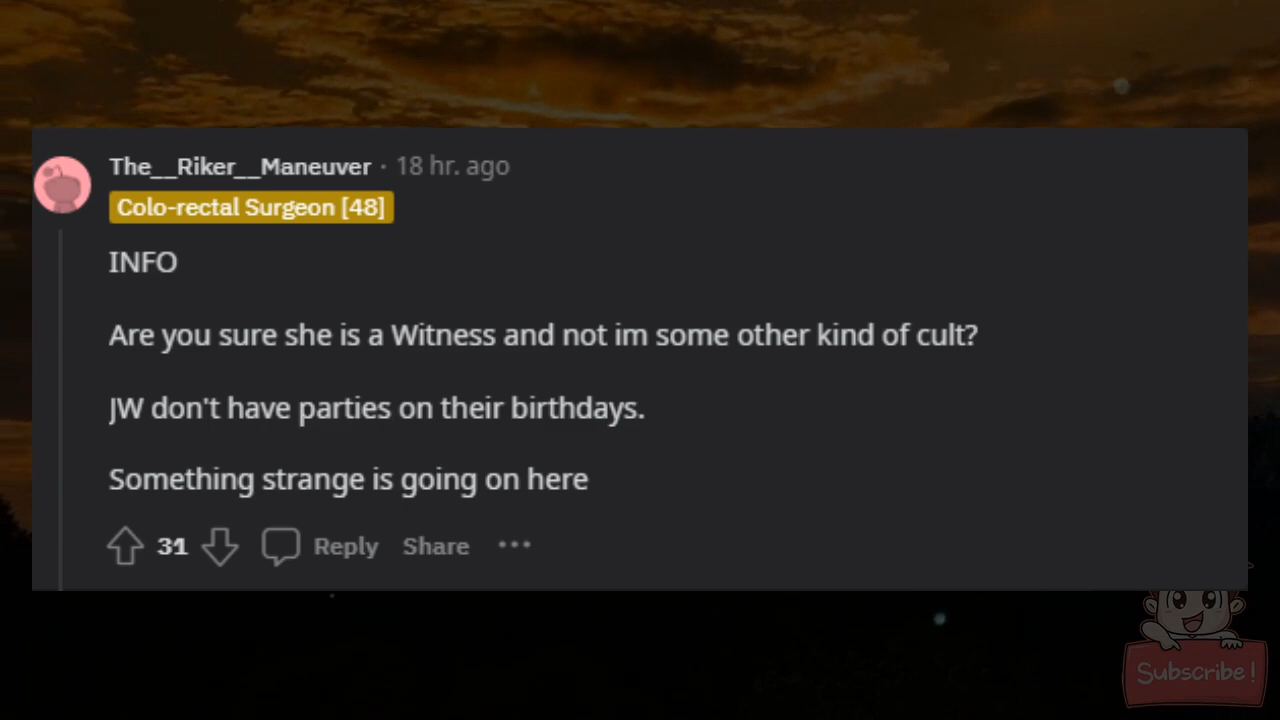 The__Riker__Maneuver · 18 hr. ago
Colo-rectal Surgeon [48]
INFO
Are you sure she is a Witness and not im some other kind of cult?
JW don't have parties on their birthdays.
Something strange is going on here
31 Reply Share ···
Subscribe!